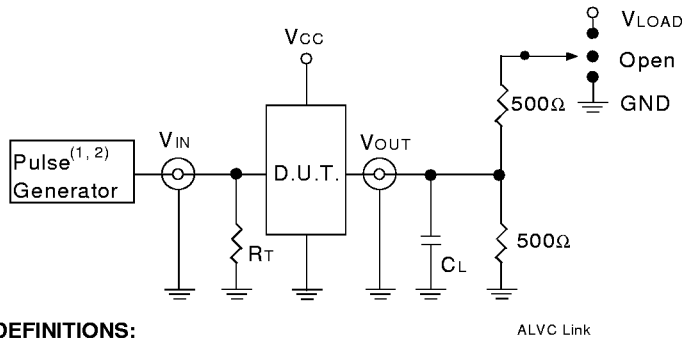 VLOAD
VCC
Open
500Ω
GND
Pulse(1, 2)
Generator
VIN
VOUT
D.U.T.
RT
CL
500Ω
DEFINITIONS:
ALVC Link